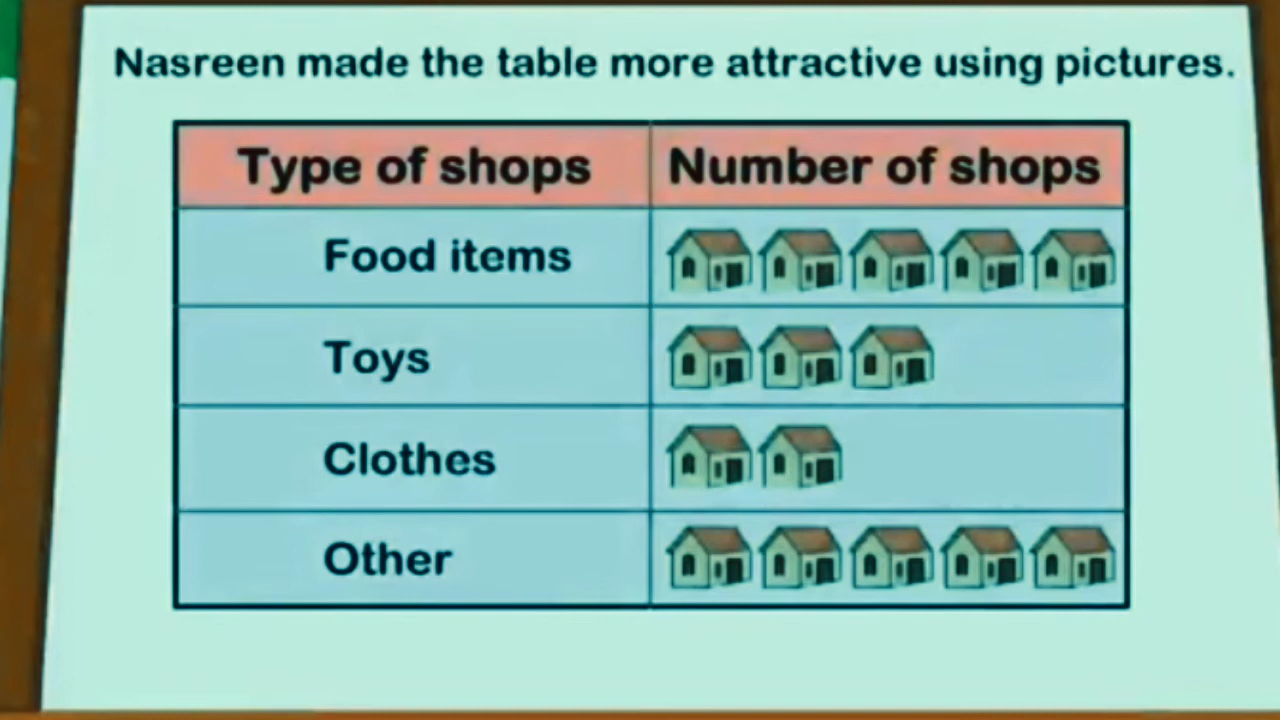 Nasreen made the table more attractive using pictures.
Type of shops Number of shops
Food items
Toys
Clothes
Other